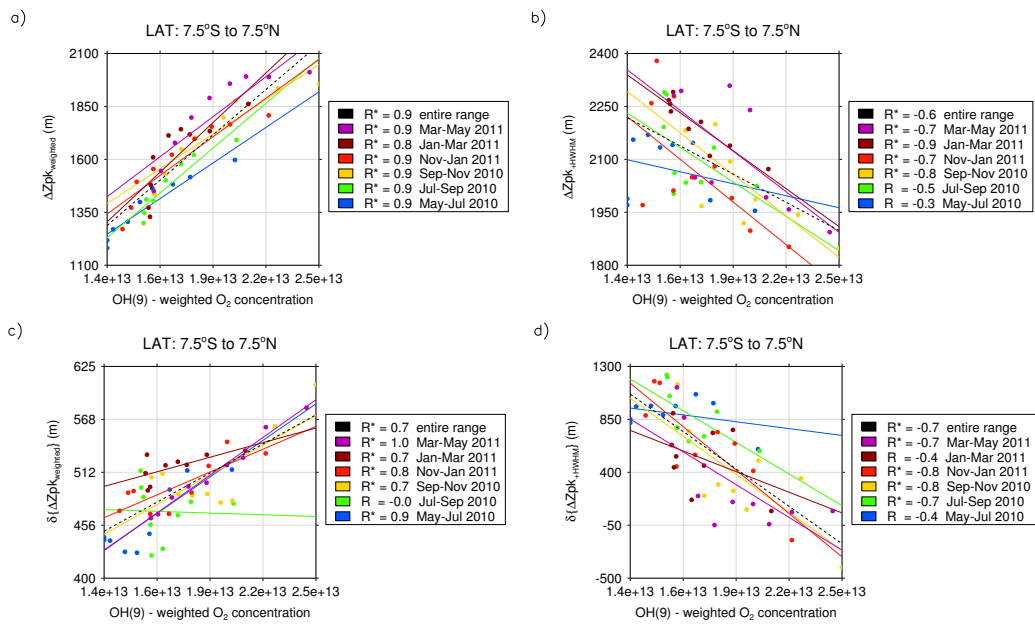 a)
LAT: 7.5°S to 7.5°N
2100
1850
1600
1350
1100
ΔZpk_weighted (m)
1.4e+13 1.6e+13 1.9e+13 2.2e+13 2.5e+13
OH(9) - weighted O₂ concentration
R* = 0.9 entire range
R* = 0.9 Mar-May 2011
R* = 0.8 Jan-Mar 2011
R* = 0.9 Nov-Jan 2011
R* = 0.9 Sep-Nov 2010
R* = 0.9 Jul-Sep 2010
R* = 0.9 May-Jul 2010
b)
LAT: 7.5°S to 7.5°N
2400
2250
2100
1950
1800
ΔZpk_+HWHM (m)
1.4e+13 1.6e+13 1.9e+13 2.2e+13 2.5e+13
OH(9) - weighted O₂ concentration
R* = -0.6 entire range
R* = -0.7 Mar-May 2011
R* = -0.9 Jan-Mar 2011
R* = -0.7 Nov-Jan 2011
R* = -0.8 Sep-Nov 2010
R = -0.5 Jul-Sep 2010
R = -0.3 May-Jul 2010
c)
LAT: 7.5°S to 7.5°N
625
568
512
456
400
δ{ΔZpk_weighted} (m)
1.4e+13 1.6e+13 1.9e+13 2.2e+13 2.5e+13
OH(9) - weighted O₂ concentration
R* = 0.7 entire range
R* = 1.0 Mar-May 2011
R* = 0.7 Jan-Mar 2011
R* = 0.8 Nov-Jan 2011
R* = 0.7 Sep-Nov 2010
R = -0.0 Jul-Sep 2010
R* = 0.9 May-Jul 2010
d)
LAT: 7.5°S to 7.5°N
1300
850
400
-50
-500
δ{ΔZpk_+HWHM} (m)
1.4e+13 1.6e+13 1.9e+13 2.2e+13 2.5e+13
OH(9) - weighted O₂ concentration
R* = -0.7 entire range
R* = -0.7 Mar-May 2011
R = -0.4 Jan-Mar 2011
R* = -0.8 Nov-Jan 2011
R* = -0.8 Sep-Nov 2010
R* = -0.7 Jul-Sep 2010
R = -0.4 May-Jul 2010